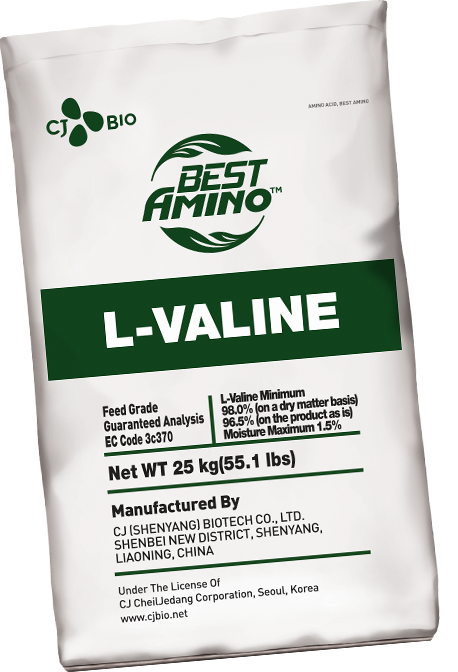 AMINO ACID, BEST AMINO
CJ BIO
BEST
AMINO™
L-VALINE
Feed Grade
Guaranteed Analysis
EC Code 3c370
L-Valine Minimum
98.0% (on a dry matter basis)
96.5% (on the product as is)
Moisture Maximum 1.5%
Net WT 25 kg(55.1 lbs)
Manufactured By
CJ (SHENYANG) BIOTECH CO., LTD.
SHENBEI NEW DISTRICT, SHENYANG,
LIAONING, CHINA
Under The License Of
CJ CheilJedang Corporation, Seoul, Korea
www.cjbio.net